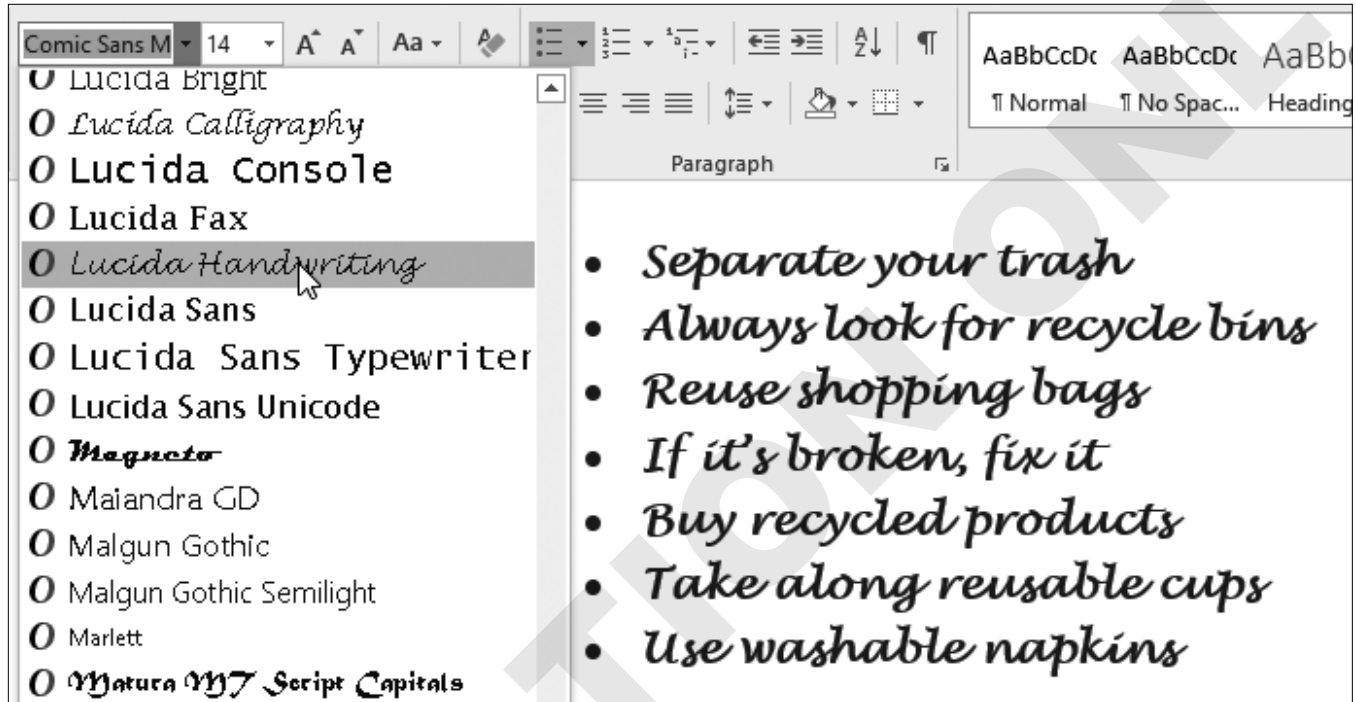 Comic Sans M 14 A A Aa A A Z ¶
AaBbCcDc AaBbCcDc AaBb
¶ Normal ¶ No Spac... Heading
Paragraph
O Lucida Bright
O Lucida Calligraphy
O Lucida Console
O Lucida Fax
O Lucida Handwriting
O Lucida Sans
O Lucida Sans Typewriter
O Lucida Sans Unicode
O Magneto
O Maiandra GD
O Malgun Gothic
O Malgun Gothic Semilight
O Marlett
O Matura MT Script Capitals
• Separate your trash
• Always look for recycle bins
• Reuse shopping bags
• If it's broken, fix it
• Buy recycled products
• Take along reusable cups
• Use washable napkins
TION ONL